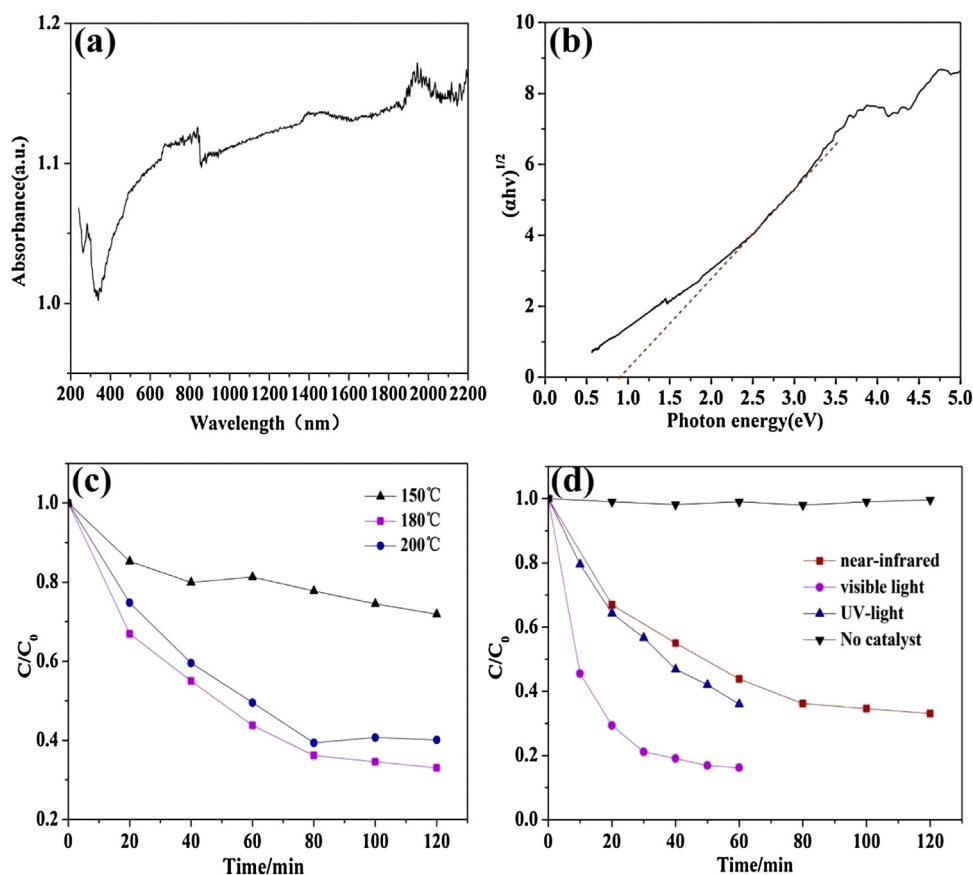 (a)
1.2
1.1
1.0
Absorbance(a.u.)
200 400 600 800 1000 1200 1400 1600 1800 2000 2200
Wavelength（nm）
(b)
10
8
6
4
2
0
(αhν)1/2
0.0 0.5 1.0 1.5 2.0 2.5 3.0 3.5 4.0 4.5 5.0
Photon energy(eV)
(c)
150℃
180℃
200℃
1.0
0.8
0.6
0.4
0.2
C/C0
0 20 40 60 80 100 120
Time/min
(d)
near-infrared
visible light
UV-light
No catalyst
1.0
0.8
0.6
0.4
0.2
0.0
C/C0
0 20 40 60 80 100 120
Time/min